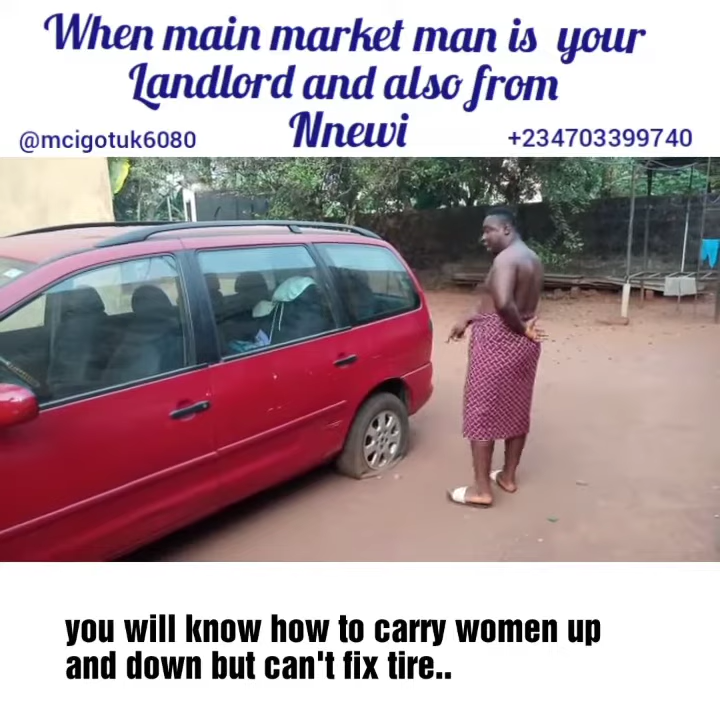 When main market man is your
Landlord and also from
Nnewi
@mcigotuk6080
+234703399740
you will know how to carry women up
and down but can't fix tire..